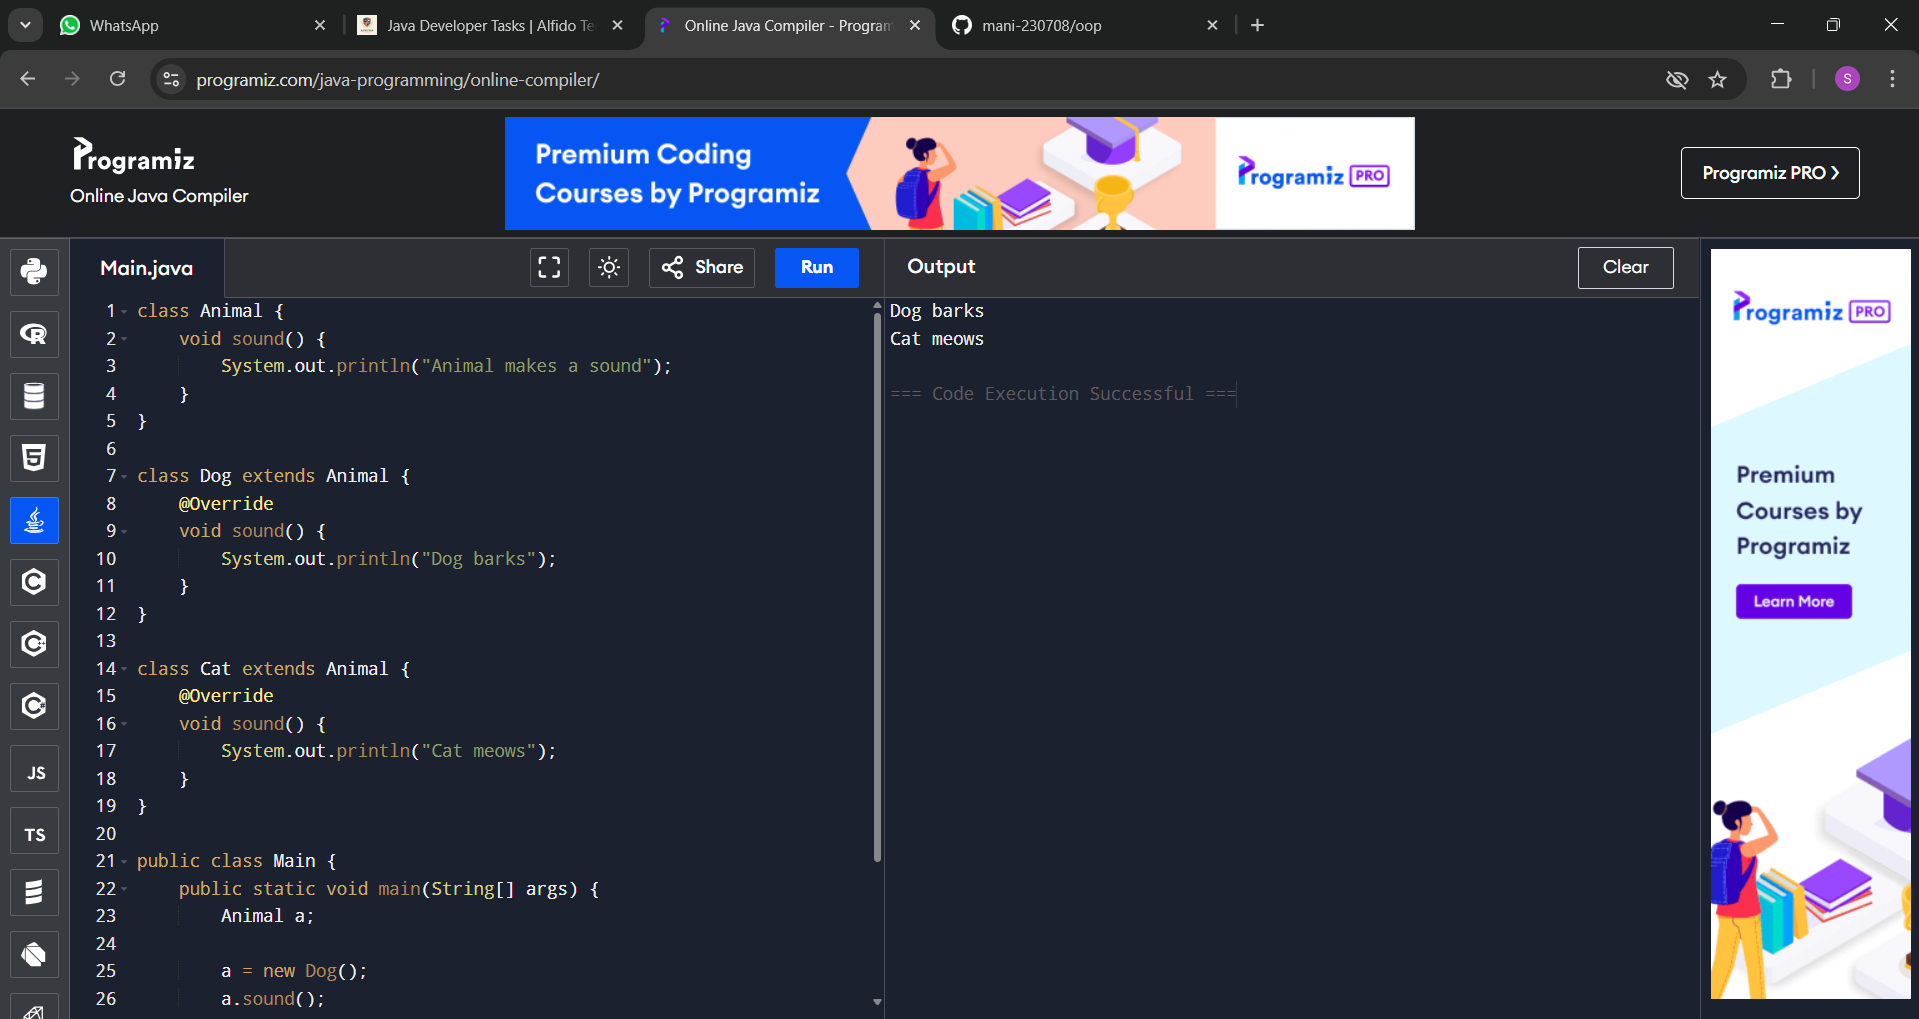 WhatsApp
Java Developer Tasks | Alfido Te
Online Java Compiler - Program
mani-230708/oop
programiz.com/java-programming/online-compiler/
S
Programiz
Online Java Compiler
Premium Coding
Courses by Programiz
Programiz PRO
Programiz PRO
Main.java
Share
Run
Output
Clear
1 class Animal {
2     void sound() {
3         System.out.println("Animal makes a sound");
4     }
5 }
6
7 class Dog extends Animal {
8     @Override
9     void sound() {
10         System.out.println("Dog barks");
11     }
12 }
13
14 class Cat extends Animal {
15     @Override
16     void sound() {
17         System.out.println("Cat meows");
18     }
19 }
20
21 public class Main {
22     public static void main(String[] args) {
23         Animal a;
24
25         a = new Dog();
26         a.sound();
Dog barks
Cat meows
=== Code Execution Successful ===
JS
TS
Programiz PRO
Premium
Courses by
Programiz
Learn More